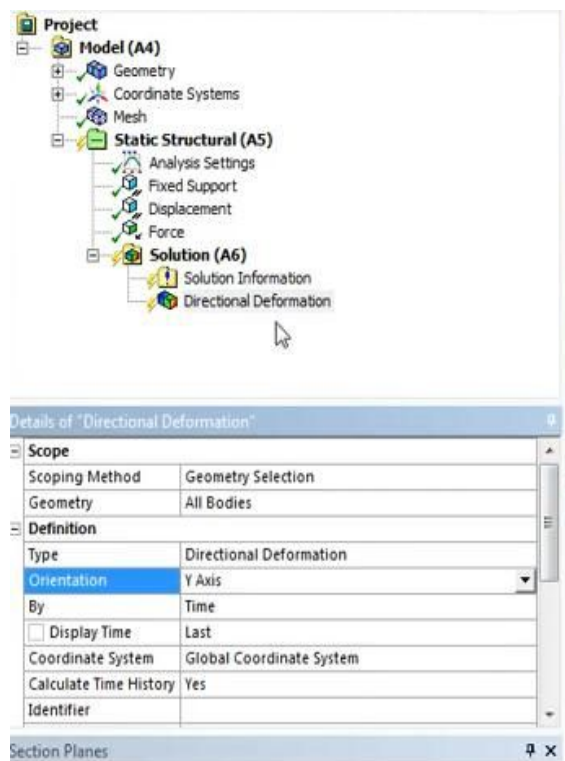 Project
Model (A4)
Geometry
Coordinate Systems
Mesh
Static Structural (A5)
Analysis Settings
Fixed Support
Displacement
Force
Solution (A6)
Solution Information
Directional Deformation
Details of "Directional Deformation"
Scope
Scoping Method Geometry Selection
Geometry All Bodies
Definition
Type Directional Deformation
Orientation Y Axis
By Time
Display Time Last
Coordinate System Global Coordinate System
Calculate Time History Yes
Identifier
Section Planes